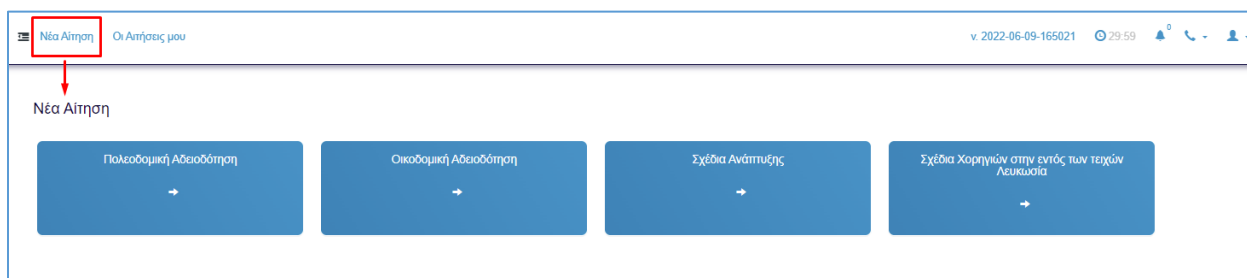 Νέα Αίτηση Οι Αιτήσεις μου v. 2022-06-09-165021 29:59 0
Νέα Αίτηση
Πολεοδομική Αδειοδότηση
Οικοδομική Αδειοδότηση
Σχέδια Ανάπτυξης
Σχέδια Χορηγιών στην εντός των τειχών
Λευκωσία